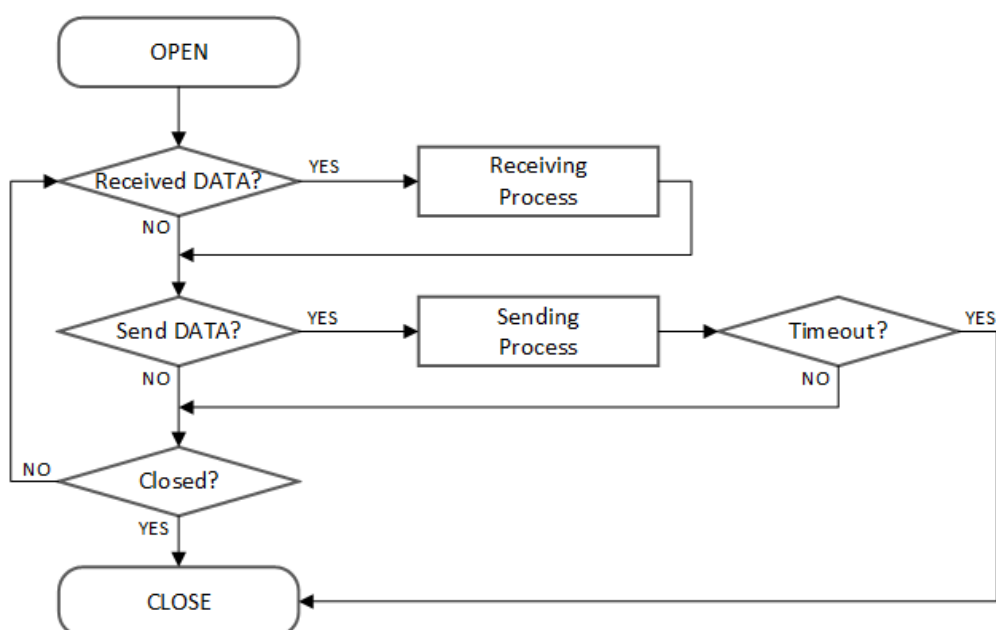 OPEN
Received DATA?
YES
Receiving
Process
NO
Send DATA?
YES
Sending
Process
Timeout?
YES
NO
NO
Closed?
NO
YES
CLOSE